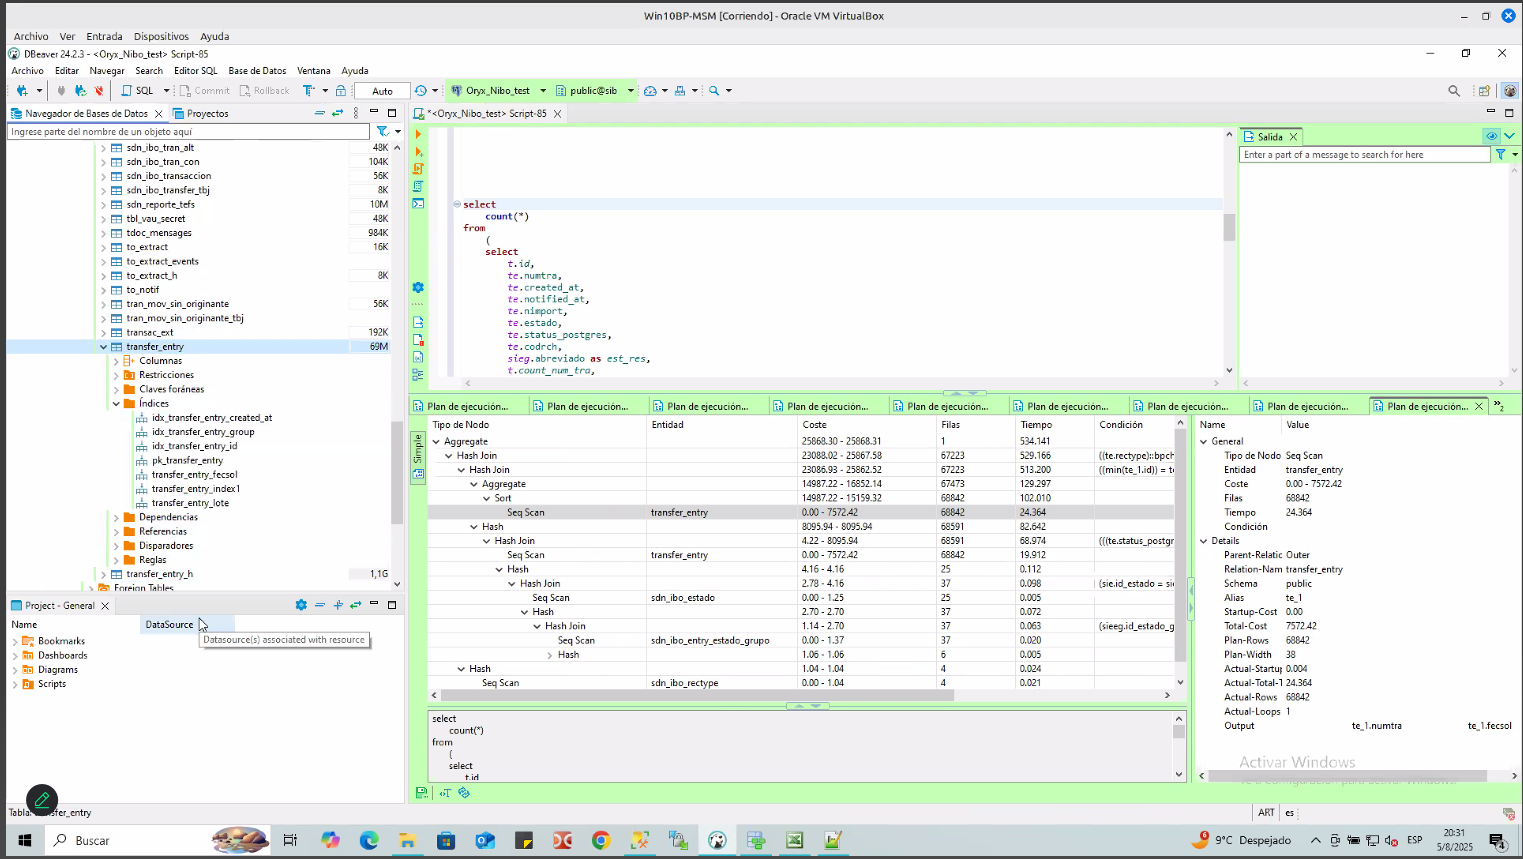 Win10BP-MSM [Corriendo] - Oracle VM VirtualBox
Archivo Ver Entrada Dispositivos Ayuda
DBeaver 24.2.3 - <Oryx_Nibo_test> Script-85
Archivo Editar Navegar Search Editor SQL Base de Datos Ventana Ayuda
SQL Commit Rollback Auto Oryx_Nibo_test public@sib
Navegador de Bases de Datos Proyectos
Ingrese parte del nombre de un objeto aquí
sdn_ibo_tran_alt 48K
sdn_ibo_tran_con 104K
sdn_ibo_transaccion 56K
sdn_ibo_transfer_tbj 8K
sdn_reporte_tefs 10M
tbl_vau_secret 48K
tdoc_mensages 984K
to_extract 16K
to_extract_events
to_extract_h 8K
to_notif
tran_mov_sin_originante 56K
tran_mov_sin_originante_tbj
transac_ext 192K
transfer_entry 69M
Columns
Restricciones
Claves foráneas
Índices
idx_transfer_entry_created_at
idx_transfer_entry_group
idx_transfer_entry_id
pk_transfer_entry
transfer_entry_fecsol
transfer_entry_index1
transfer_entry_lote
Dependencias
Referencias
Disparadores
Reglas
transfer_entry_h 1,1G
Foreign Tables
Project - General
Name DataSource
Datasource(s) associated with resource
Bookmarks
Dashboards
Diagrams
Scripts
*<Oryx_Nibo_test> Script-85
select
count(*)
from
(
select
t.id,
te.numtra,
te.created_at,
te.notified_at,
te.nimport,
te.estado,
te.status_postgres,
te.codrch,
sieg.abreviado as est_res,
t.count_num_tra,
Salida
Enter a part of a message to search for here
Plan de ejecución... Plan de ejecución... Plan de ejecución... Plan de ejecución... Plan de ejecución... Plan de ejecución... Plan de ejecución... Plan de ejecución... Plan de ejecución... »2
Simple
Tipo de Nodo Entidad Coste Filas Tiempo Condición
Aggregate 25868.30 - 25868.31 1 534.141
Hash Join 23088.02 - 25867.58 67223 529.166 ((te.rectype)::bpch
Hash Join 23086.93 - 25862.52 67223 513.200 ((min(te_1.id)) = te
Aggregate 14987.22 - 16852.14 67473 129.297
Sort 14987.22 - 15159.32 68842 102.010
Seq Scan transfer_entry 0.00 - 7572.42 68842 24.364
Hash 8095.94 - 8095.94 68591 82.642
Hash Join 4.22 - 8095.94 68591 68.974 (((te.status_postgr
Seq Scan transfer_entry 0.00 - 7572.42 68842 19.912
Hash 4.16 - 4.16 25 0.112
Hash Join 2.78 - 4.16 37 0.098 (sie.id_estado = sie
Seq Scan sdn_ibo_estado 0.00 - 1.25 25 0.005
Hash 2.70 - 2.70 37 0.072
Hash Join 1.14 - 2.70 37 0.063 (sieeg.id_estado_g
Seq Scan sdn_ibo_entry_estado_grupo 0.00 - 1.37 37 0.020
Hash 1.06 - 1.06 6 0.005
Hash 1.04 - 1.04 4 0.024
Seq Scan sdn_ibo_rectype 0.00 - 1.04 4 0.021
select
count(*)
from
(
select
t.id
Name Value
General
Tipo de Nodo Seq Scan
Entidad transfer_entry
Coste 0.00 - 7572.42
Filas 68842
Tiempo 24.364
Condición
Details
Parent-Relatic Outer
Relation-Nam transfer_entry
Schema public
Alias te_1
Startup-Cost 0.00
Total-Cost 7572.42
Plan-Rows 68842
Plan-Width 38
Actual-Startu 0.004
Actual-Total-T 24.364
Actual-Rows 68842
Actual-Loops 1
Output te_1.numtra te_1.fecsol
Activar Windows
ART es
Buscar
9°C Despejado ESP
20:31
5/8/2025